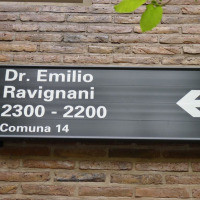 Dr. Emilio
Ravignani
2300 - 2200
Comuna 14